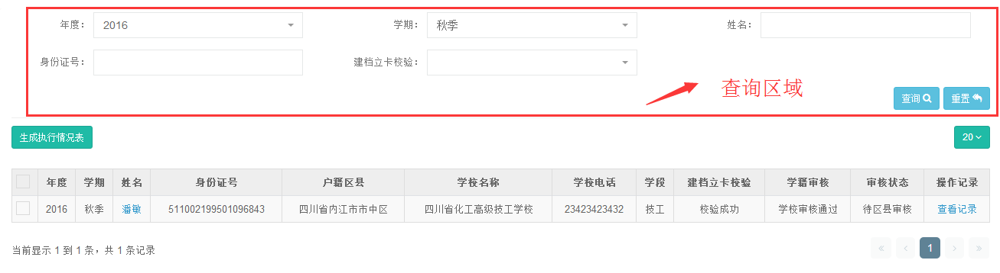 年度： 2016 学期： 秋季 姓名：
身份证号： 建档立卡校验：
查询区域
查询 重置
生成执行情况表 20
年度 学期 姓名 身份证号 户籍区县 学校名称 学校电话 学段 建档立卡校验 学籍审核 审核状态 操作记录
2016 秋季 潘敏 511002199501096843 四川省内江市市中区 四川省化工高级技工学校 23423423432 技工 校验成功 学校审核通过 待区县审核 查看记录
当前显示 1 到 1 条，共 1 条记录 « ‹ 1 › »